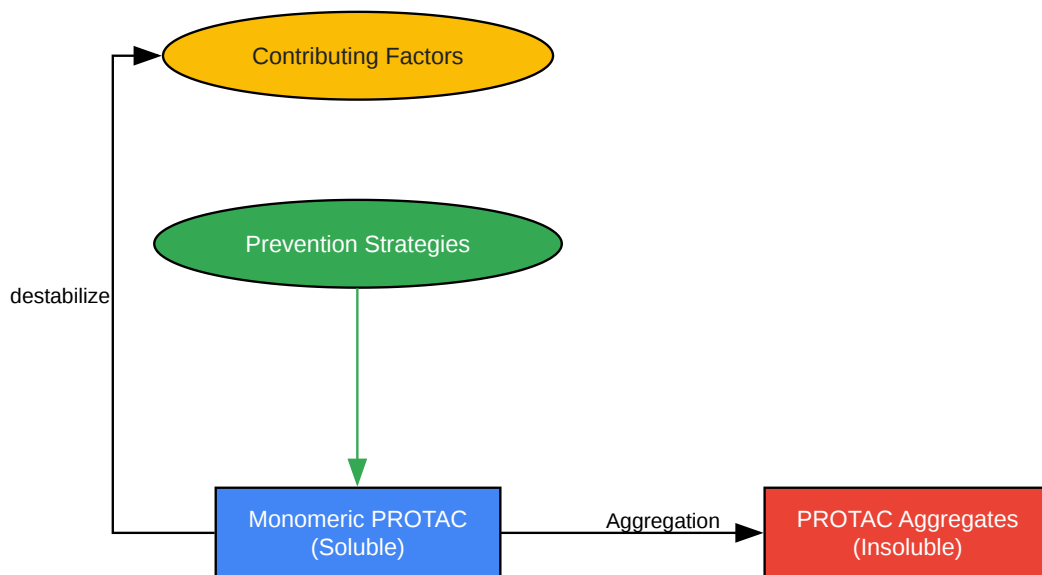 Contributing Factors
Prevention Strategies
destabilize
Monomeric PROTAC
(Soluble)
Aggregation
PROTAC Aggregates
(Insoluble)